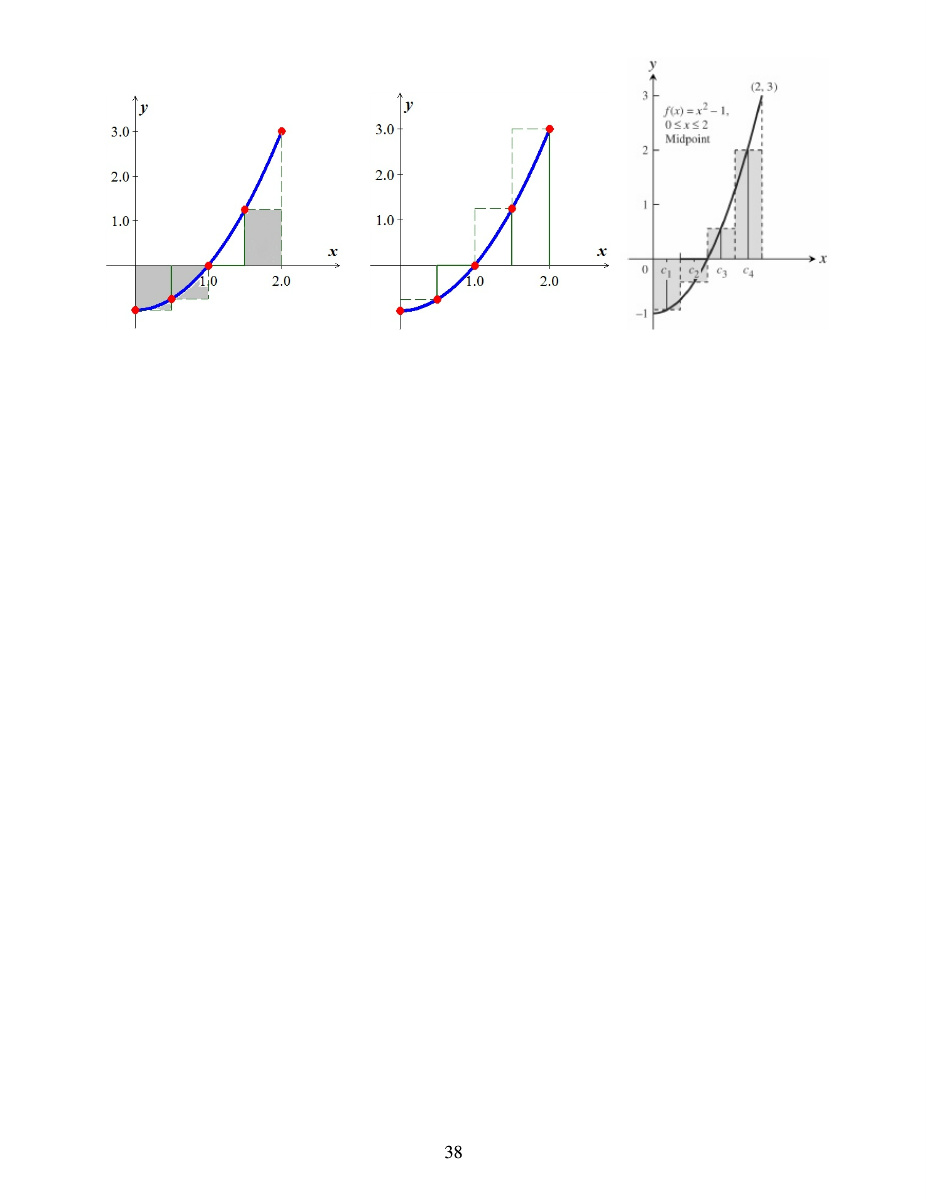 y
3.0
2.0
1.0
x
1.0
2.0
y
3.0
2.0
1.0
x
1.0
2.0
y
(2, 3)
3
f(x) = x² – 1,
0 ≤ x ≤ 2
Midpoint
2
1
0
c₁
c₂
c₃
c₄
x
–1
38